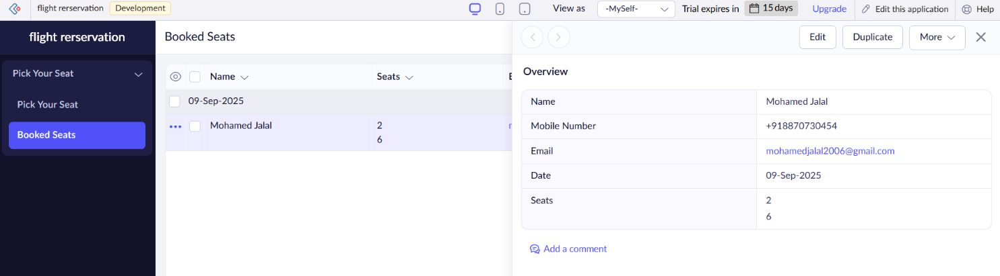 flight rerservation Development View as -MySelf- Trial expires in 15 days Upgrade Edit this application Help
flight rerservation
Pick Your Seat
Pick Your Seat
Booked Seats
Booked Seats
Name Seats
09-Sep-2025
Mohamed Jalal 2
6
Edit Duplicate More
Overview
Name Mohamed Jalal
Mobile Number +918870730454
Email mohamedjalal2006@gmail.com
Date 09-Sep-2025
Seats 2
6
Add a comment